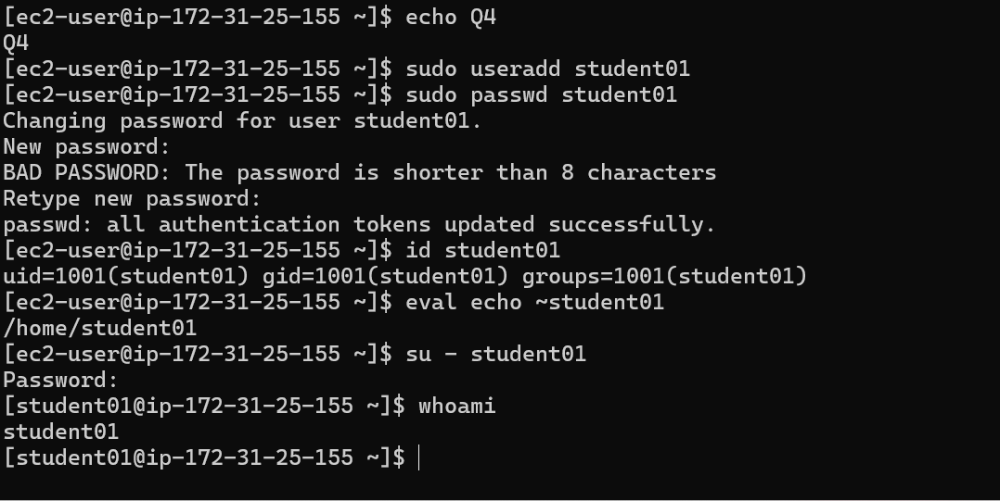 [ec2-user@ip-172-31-25-155 ~]$ echo Q4
Q4
[ec2-user@ip-172-31-25-155 ~]$ sudo useradd student01
[ec2-user@ip-172-31-25-155 ~]$ sudo passwd student01
Changing password for user student01.
New password:
BAD PASSWORD: The password is shorter than 8 characters
Retype new password:
passwd: all authentication tokens updated successfully.
[ec2-user@ip-172-31-25-155 ~]$ id student01
uid=1001(student01) gid=1001(student01) groups=1001(student01)
[ec2-user@ip-172-31-25-155 ~]$ eval echo ~student01
/home/student01
[ec2-user@ip-172-31-25-155 ~]$ su - student01
Password:
[student01@ip-172-31-25-155 ~]$ whoami
student01
[student01@ip-172-31-25-155 ~]$